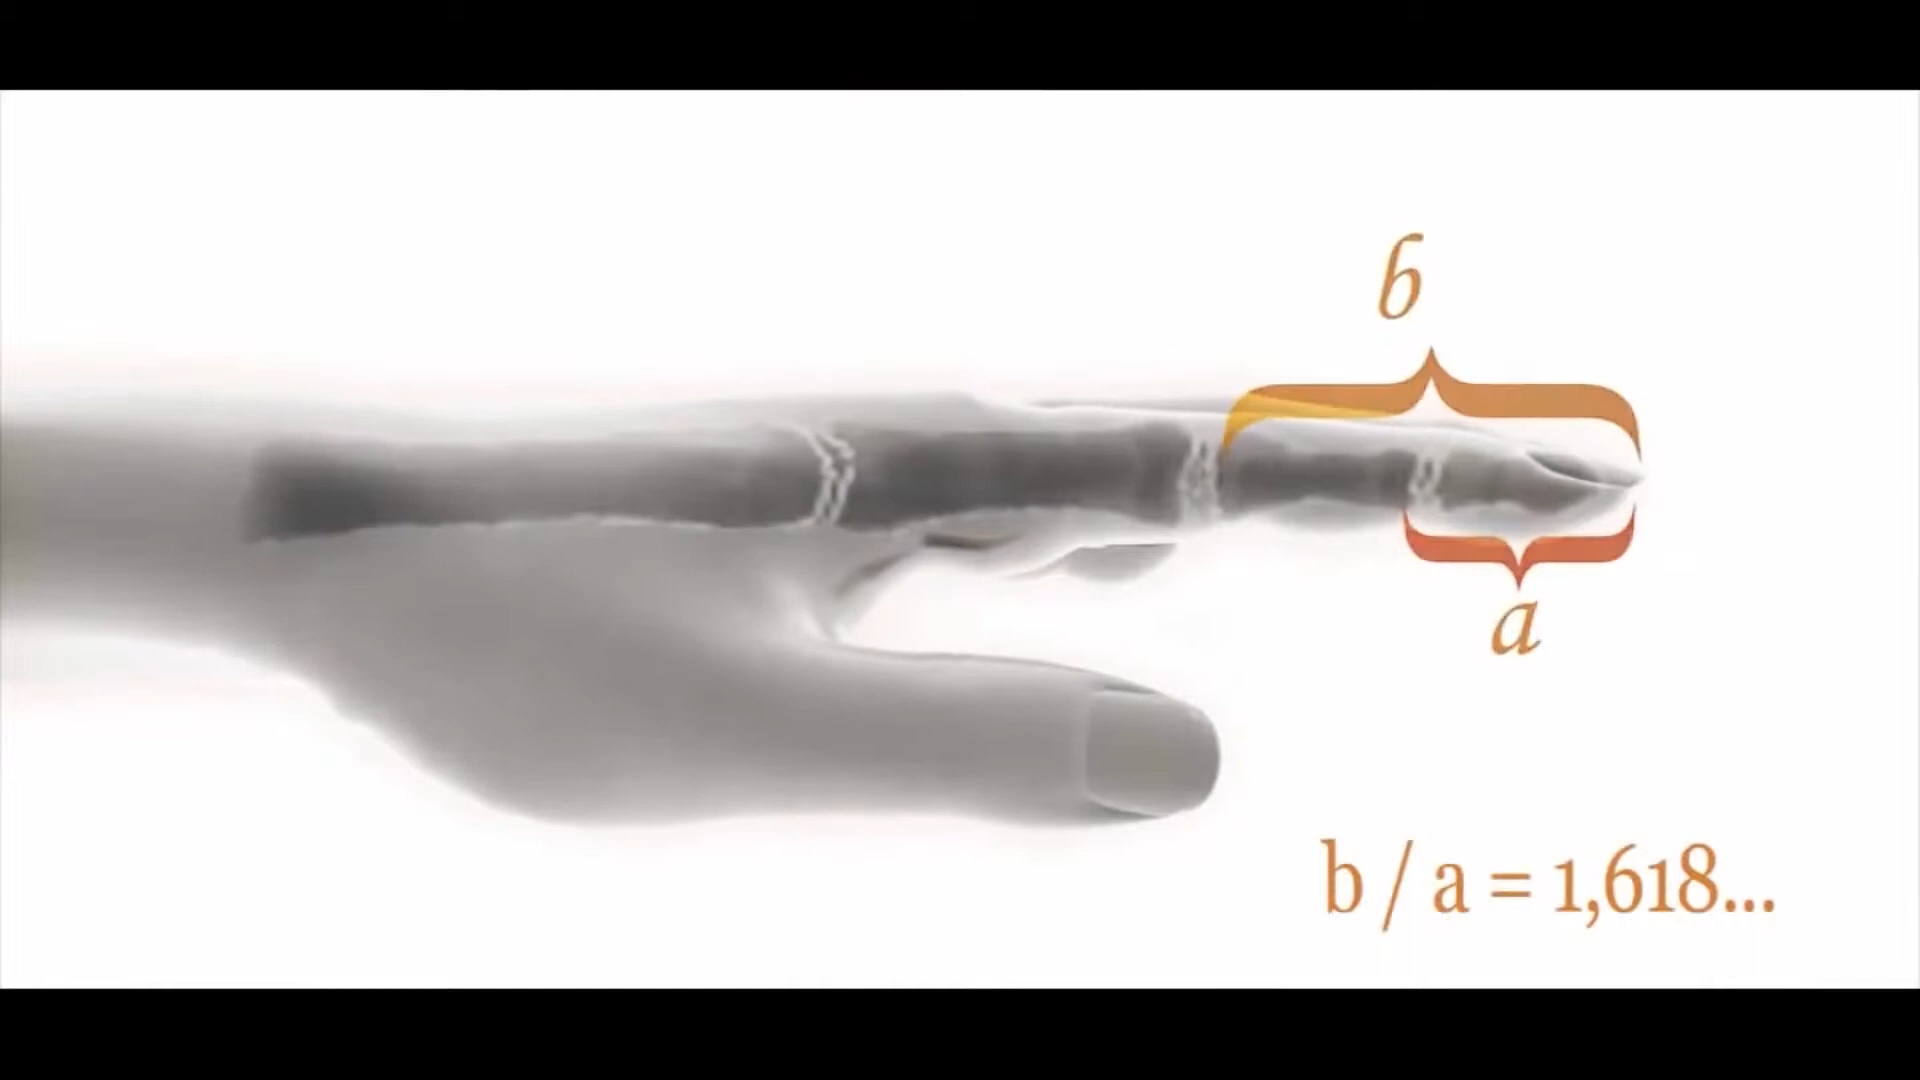 b
a
b / a = 1,618...